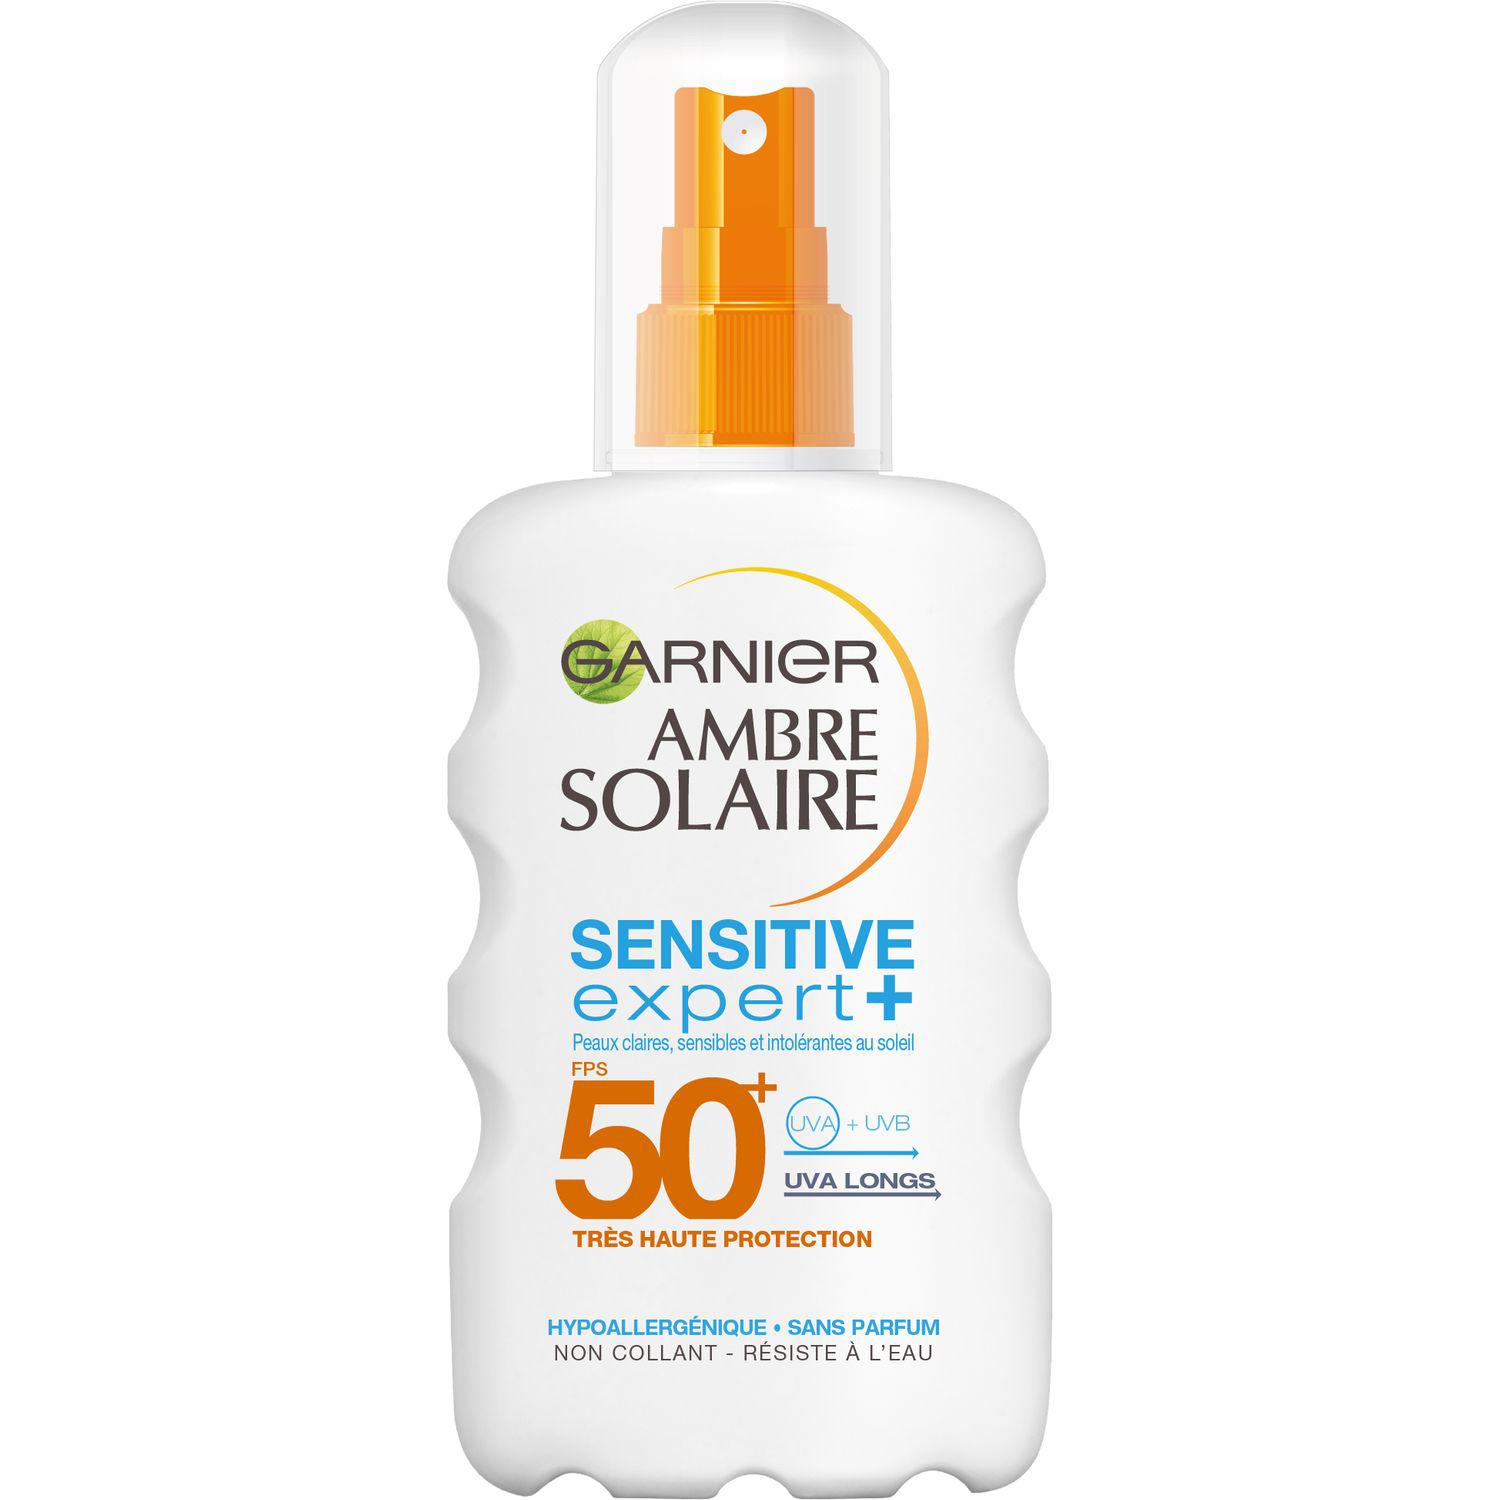 GARNIER
AMBRE
SOLAIRE
SENSITIVE
expert+
Peaux claires, sensibles et intolérantes au soleil
FPS
50+
UVA + UVB
UVA LONGS
TRÈS HAUTE PROTECTION
HYPOALLERGÉNIQUE • SANS PARFUM
NON COLLANT - RÉSISTE À L'EAU